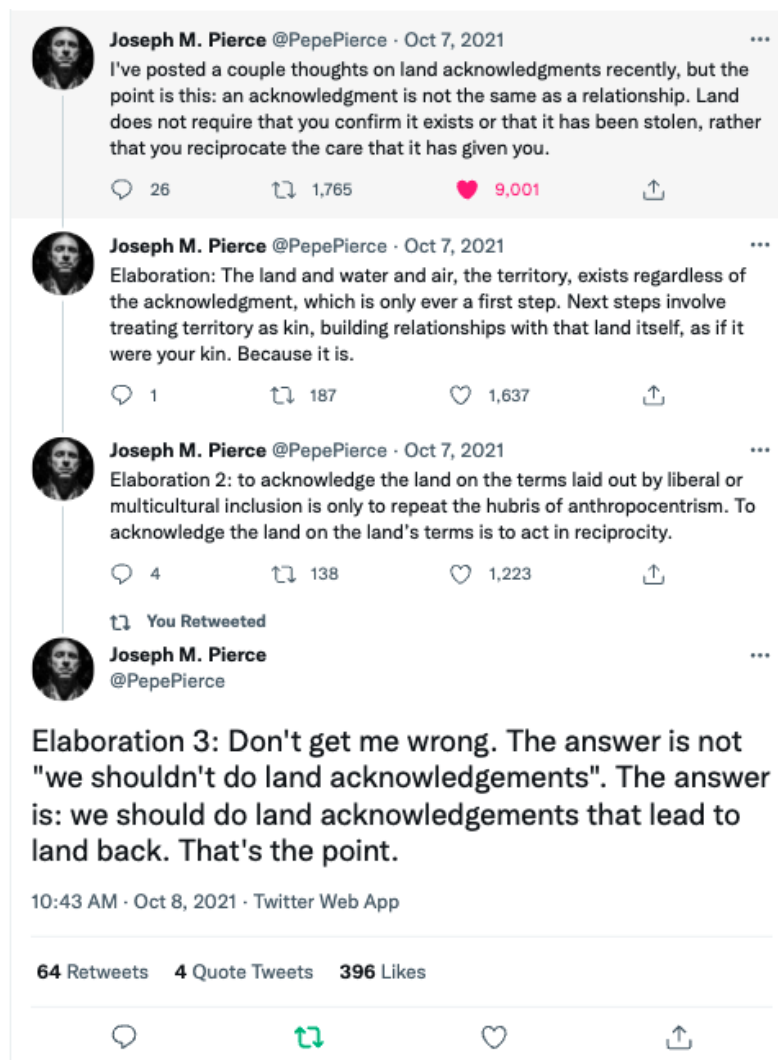 Joseph M. Pierce @PepePierce · Oct 7, 2021
I've posted a couple thoughts on land acknowledgments recently, but the
point is this: an acknowledgment is not the same as a relationship. Land
does not require that you confirm it exists or that it has been stolen, rather
that you reciprocate the care that it has given you.
26 1,765 9,001
Joseph M. Pierce @PepePierce · Oct 7, 2021
Elaboration: The land and water and air, the territory, exists regardless of
the acknowledgment, which is only ever a first step. Next steps involve
treating territory as kin, building relationships with that land itself, as if it
were your kin. Because it is.
1 187 1,637
Joseph M. Pierce @PepePierce · Oct 7, 2021
Elaboration 2: to acknowledge the land on the terms laid out by liberal or
multicultural inclusion is only to repeat the hubris of anthropocentrism. To
acknowledge the land on the land's terms is to act in reciprocity.
4 138 1,223
You Retweeted
Joseph M. Pierce
@PepePierce
Elaboration 3: Don't get me wrong. The answer is not
"we shouldn't do land acknowledgements". The answer
is: we should do land acknowledgements that lead to
land back. That's the point.
10:43 AM · Oct 8, 2021 · Twitter Web App
64 Retweets 4 Quote Tweets 396 Likes